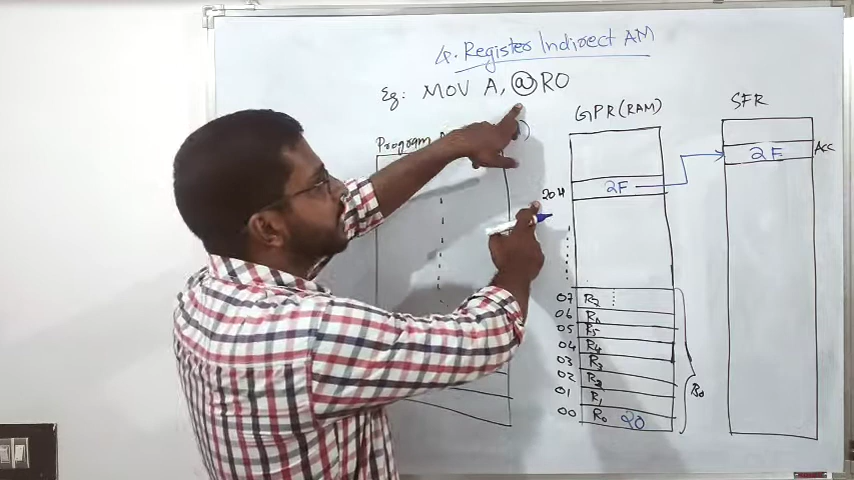 4. Register Indirect AM
Eg: MOV A, @R0
Program
GPR(RAM)
SFR
20H
2F
2F
Acc
07 R7
06 R6
05 R5
04 R4
03 R3
02 R2
01 R1
00 R0 20
B0